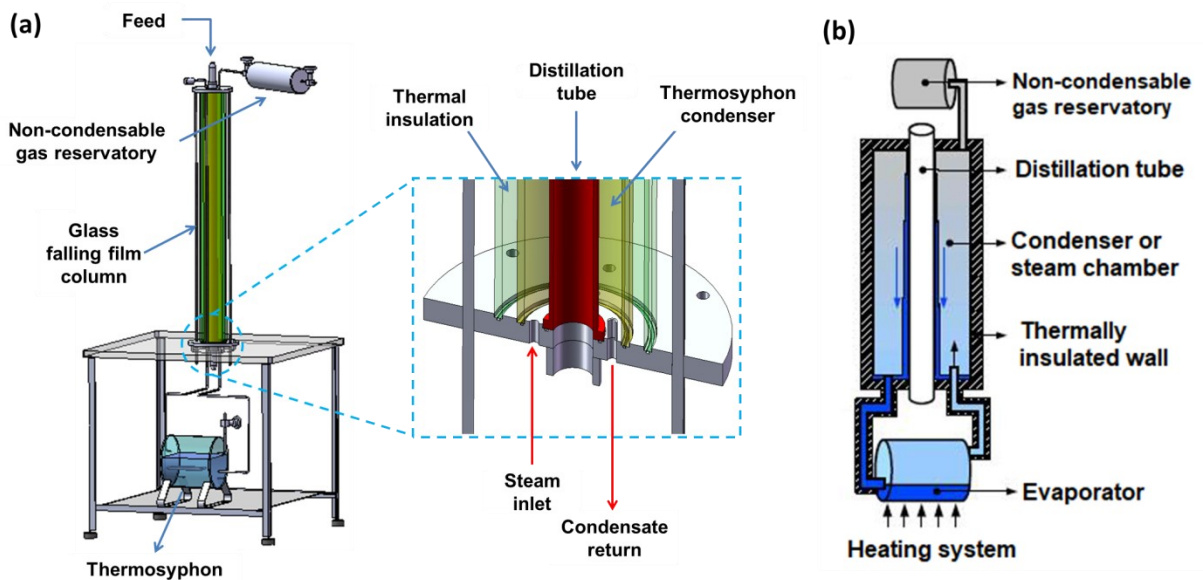 (a)
Feed
Non-condensable
gas reservatory
Glass
falling film
column
Thermosyphon
Thermal
insulation
Distillation
tube
Thermosyphon
condenser
Steam
inlet
Condensate
return
(b)
Non-condensable
gas reservatory
Distillation tube
Condenser or
steam chamber
Thermally
insulated wall
Evaporator
Heating system